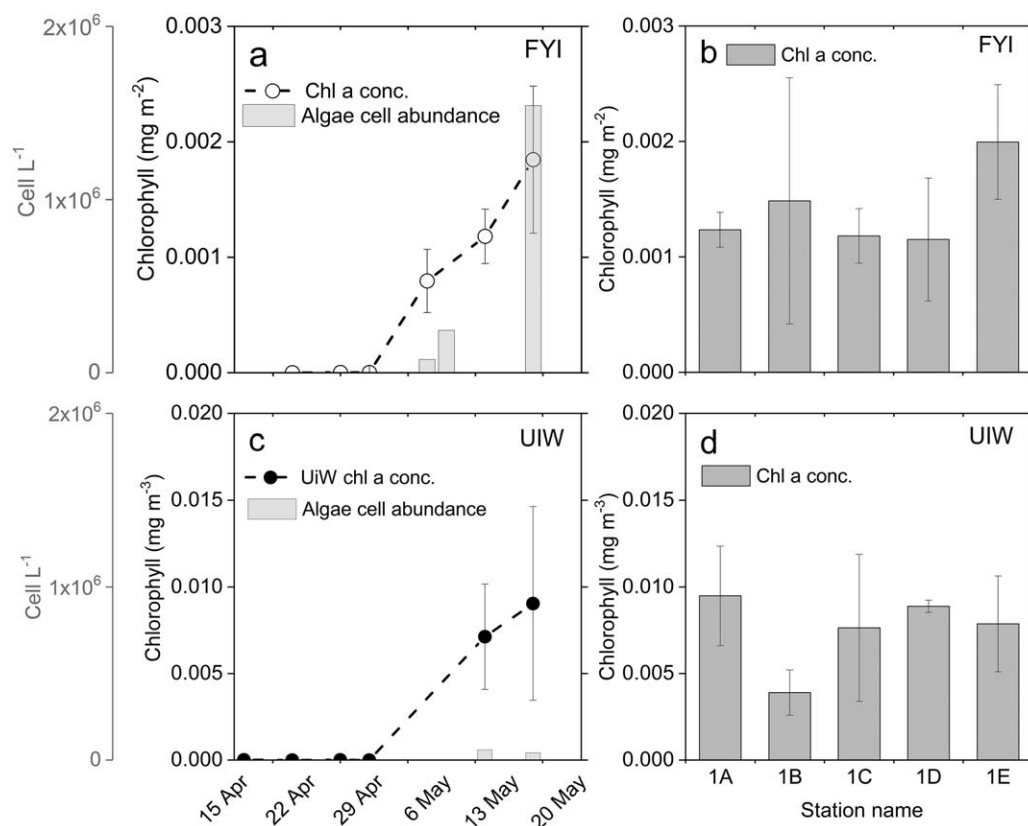 a
FYI
Chl a conc.
Algae cell abundance
Cell L⁻¹
2x10⁶
1x10⁶
0
Chlorophyll (mg m⁻²)
0.003
0.002
0.001
0.000
b
FYI
Chl a conc.
Chlorophyll (mg m⁻²)
0.003
0.002
0.001
0.000
c
UIW
UiW chl a conc.
Algae cell abundance
Cell L⁻¹
2x10⁶
1x10⁶
0
Chlorophyll (mg m⁻³)
0.020
0.015
0.010
0.005
0.000
15 Apr
22 Apr
29 Apr
6 May
13 May
20 May
d
UIW
Chl a conc.
Chlorophyll (mg m⁻³)
0.020
0.015
0.010
0.005
0.000
1A
1B
1C
1D
1E
Station name